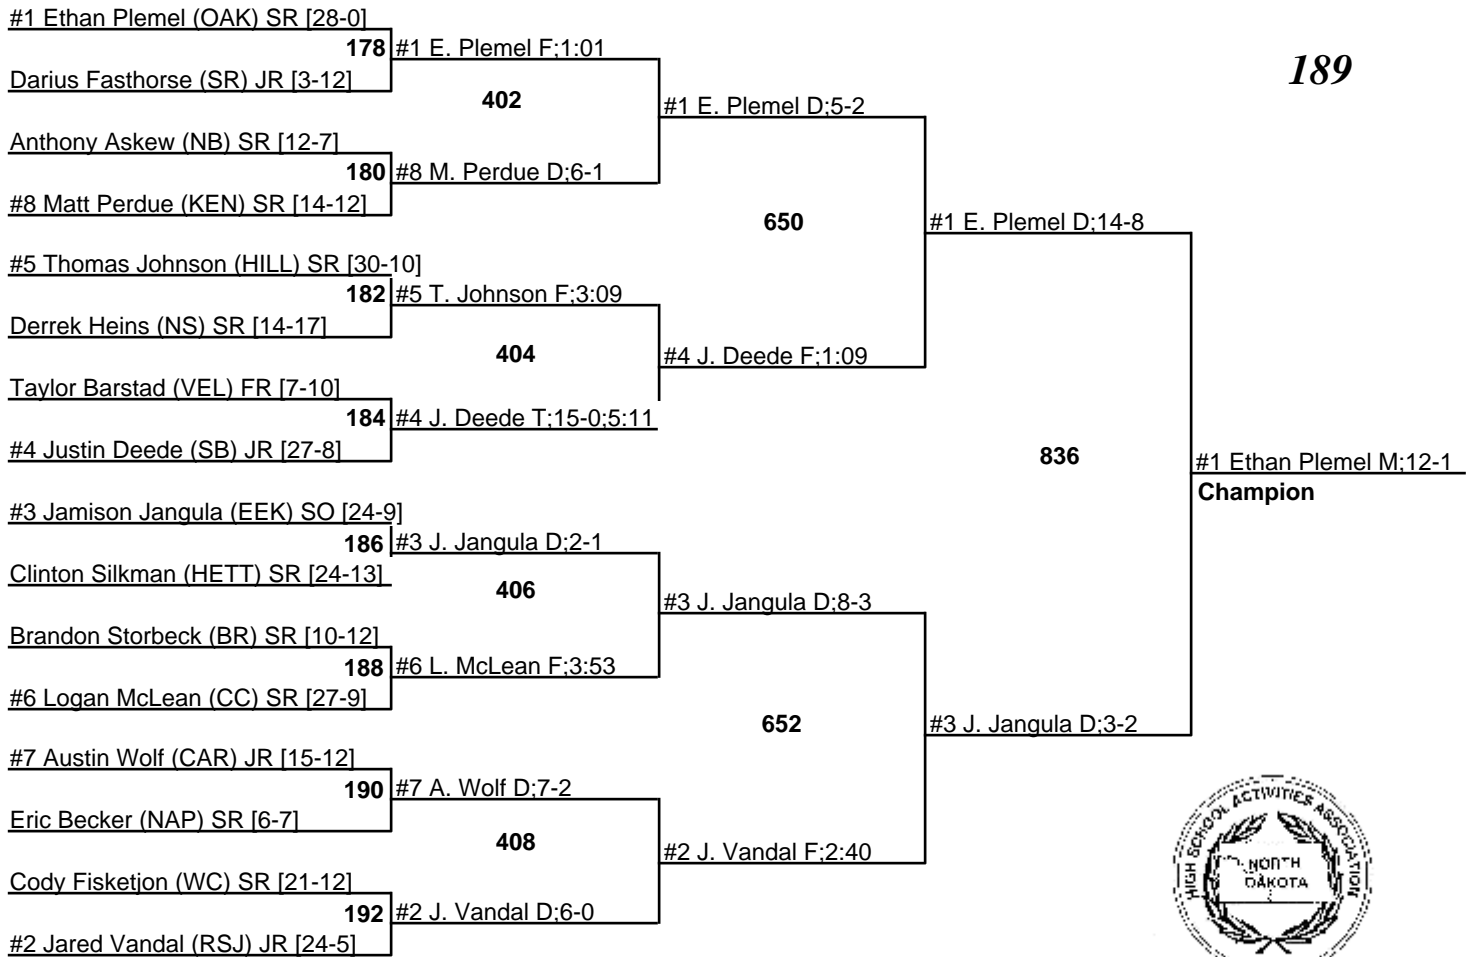 #1 Ethan Plemel (OAK) SR [28-0]
178 #1 E. Plemel F;1:01
189
Darius Fasthorse (SR) JR [3-12]
402
#1 E. Plemel D;5-2
Anthony Askew (NB) SR [12-7]
180 #8 M. Perdue D;6-1
#8 Matt Perdue (KEN) SR [14-12]
650
#1 E. Plemel D;14-8
#5 Thomas Johnson (HILL) SR [30-10]
182 #5 T. Johnson F;3:09
Derrek Heins (NS) SR [14-17]
404
#4 J. Deede F;1:09
Taylor Barstad (VEL) FR [7-10]
184 #4 J. Deede T;15-0;5:11
#4 Justin Deede (SB) JR [27-8]
836
#1 Ethan Plemel M;12-1
Champion
#3 Jamison Jangula (EEK) SO [24-9]
186 #3 J. Jangula D;2-1
Clinton Silkman (HETT) SR [24-13]
406
#3 J. Jangula D;8-3
Brandon Storbeck (BR) SR [10-12]
188 #6 L. McLean F;3:53
#6 Logan McLean (CC) SR [27-9]
652
#3 J. Jangula D;3-2
#7 Austin Wolf (CAR) JR [15-12]
190 #7 A. Wolf D;7-2
Eric Becker (NAP) SR [6-7]
408
#2 J. Vandal F;2:40
Cody Fisketjon (WC) SR [21-12]
192 #2 J. Vandal D;6-0
#2 Jared Vandal (RSJ) JR [24-5]
HIGH SCHOOL ACTIVITIES ASSOCIATION
NORTH
DAKOTA